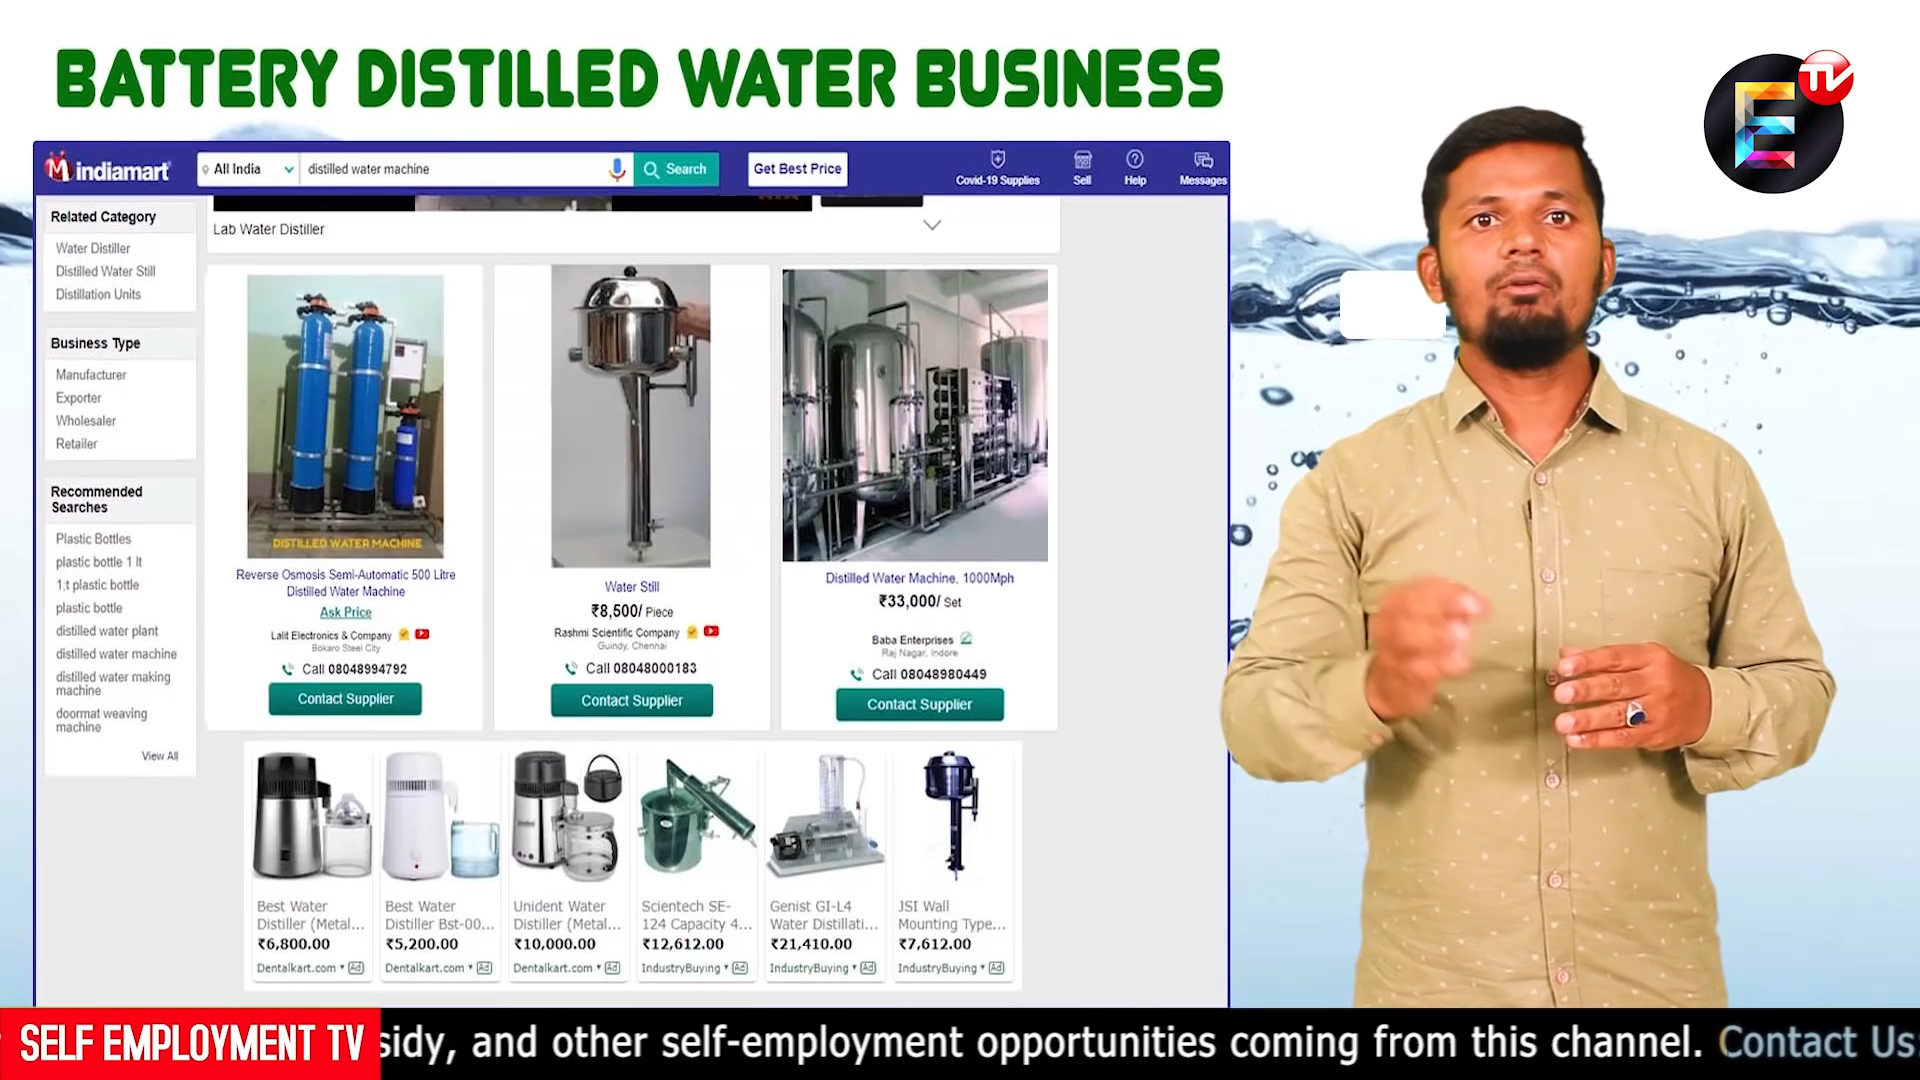 BATTERY DISTILLED WATER BUSINESS
E TV
indiamart
All India
distilled water machine
Search
Get Best Price
Covid-19 Supplies
Sell
Help
Messages
Related Category
Water Distiller
Distilled Water Still
Distillation Units
Business Type
Manufacturer
Exporter
Wholesaler
Retailer
Recommended
Searches
Plastic Bottles
plastic bottle 1 lt
1;t plastic bottle
plastic bottle
distilled water plant
distilled water machine
distilled water making
machine
doormat weaving
machine
View All
Lab Water Distiller
DISTILLED WATER MACHINE
Reverse Osmosis Semi-Automatic 500 Litre
Distilled Water Machine
Ask Price
Lalit Electronics & Company
Bokaro Steel City
Call 08048994792
Contact Supplier
Water Still
₹8,500/ Piece
Rashmi Scientific Company
Guindy, Chennai
Call 08048000183
Contact Supplier
Distilled Water Machine, 1000Mph
₹33,000/ Set
Baba Enterprises
Raj Nagar, Indore
Call 08048980449
Contact Supplier
Best Water
Distiller (Metal...
₹6,800.00
Dentalkart.com Ad
Best Water
Distiller Bst-00...
₹5,200.00
Dentalkart.com Ad
Unident Water
Distiller (Metal...
₹10,000.00
Dentalkart.com Ad
Scientech SE-
124 Capacity 4...
₹12,612.00
IndustryBuying Ad
Genist GI-L4
Water Distillati...
₹21,410.00
IndustryBuying Ad
JSI Wall
Mounting Type...
₹7,612.00
IndustryBuying Ad
SELF EMPLOYMENT TV
sidy, and other self-employment opportunities coming from this channel. Contact Us